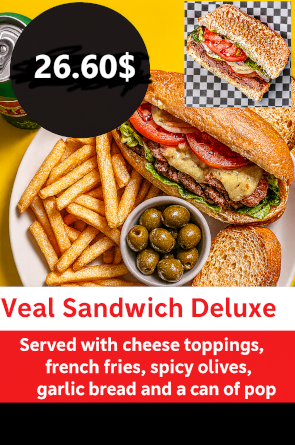 26.60$
Veal Sandwich Deluxe
Served with cheese toppings,
french fries, spicy olives,
garlic bread and a can of pop